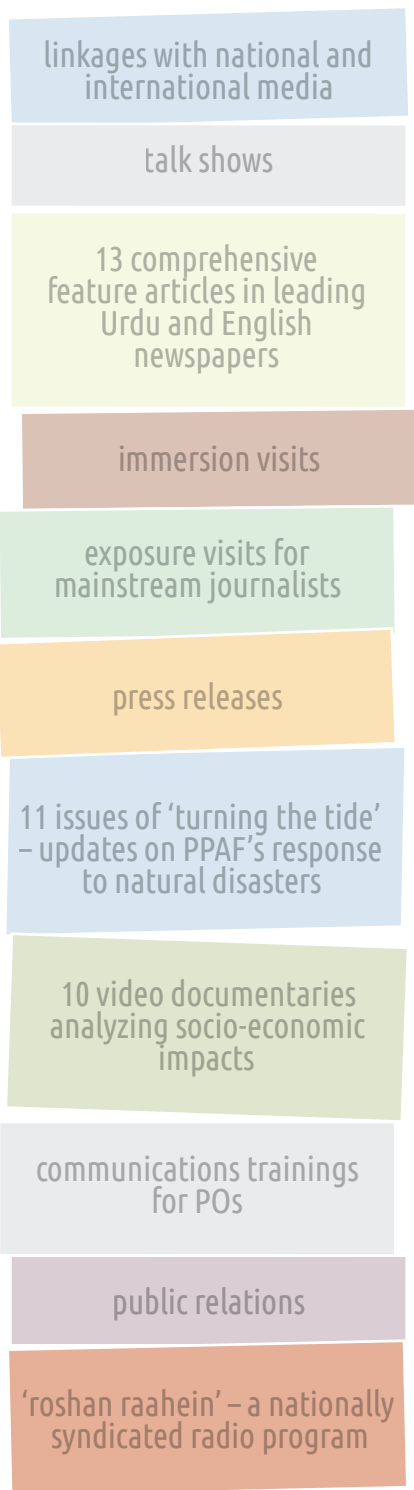 linkages with national and
international media
talk shows
13 comprehensive
feature articles in leading
Urdu and English
newspapers
immersion visits
exposure visits for
mainstream journalists
press releases
11 issues of ‘turning the tide’
– updates on PPAF’s response
to natural disasters
10 video documentaries
analyzing socio-economic
impacts
communications trainings
for POs
public relations
‘roshan raahein’ – a nationally
syndicated radio program